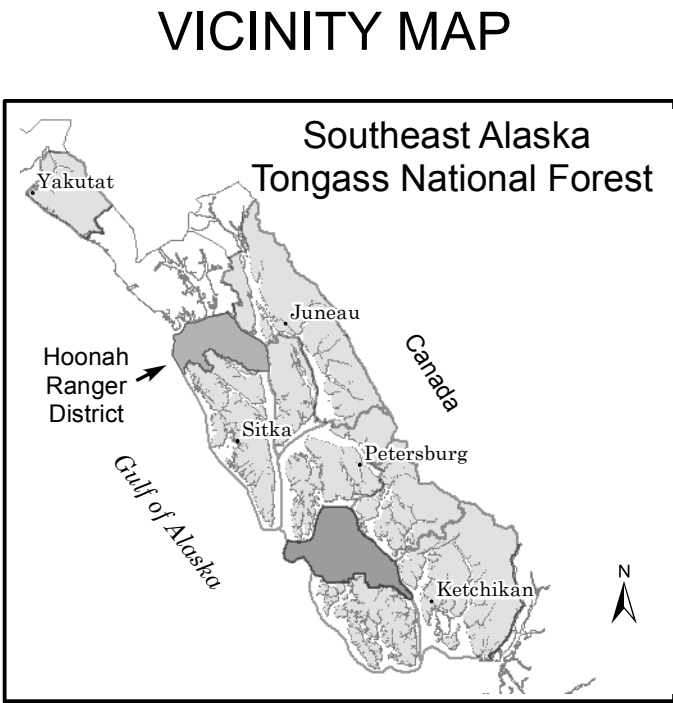 VICINITY MAP
Southeast Alaska
Tongass National Forest
Yakutat
Juneau
Hoonah
Ranger
District
Canada
Sitka
Petersburg
Gulf of Alaska
Ketchikan
N